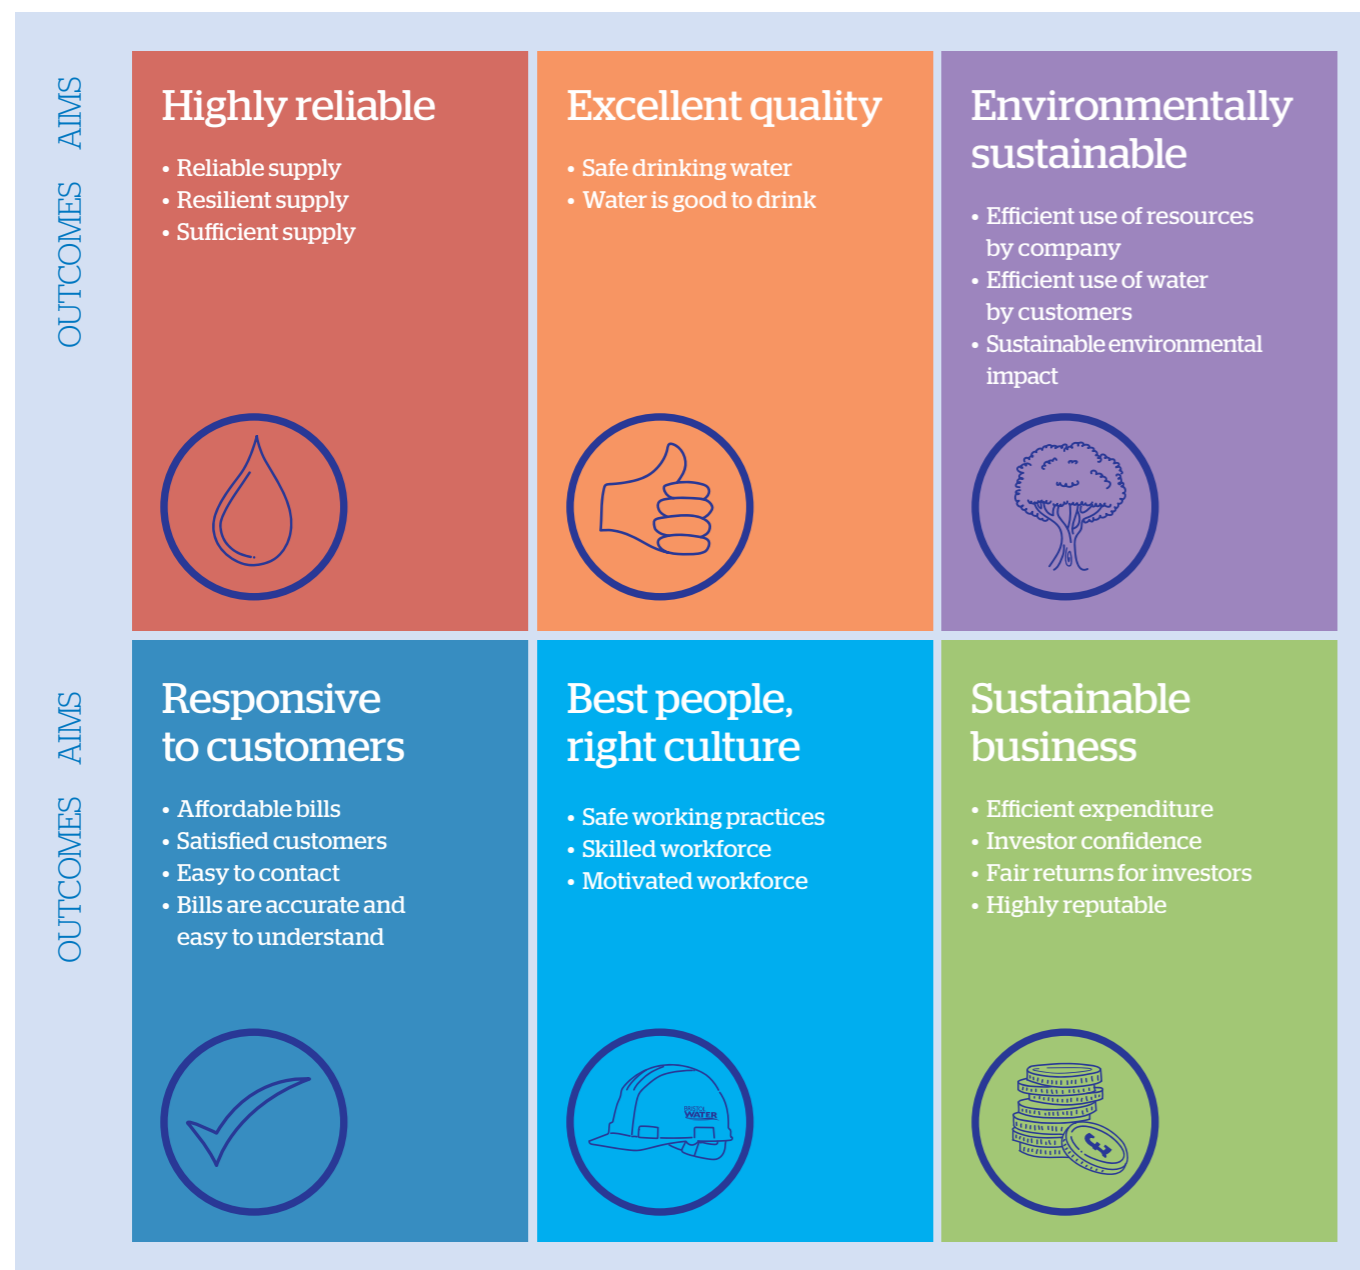 AIMS
OUTCOMES
Highly reliable
• Reliable supply
• Resilient supply
• Sufficient supply
Excellent quality
• Safe drinking water
• Water is good to drink
Environmentally
sustainable
• Efficient use of resources
by company
• Efficient use of water
by customers
• Sustainable environmental
impact
AIMS
OUTCOMES
Responsive
to customers
• Affordable bills
• Satisfied customers
• Easy to contact
• Bills are accurate and
easy to understand
Best people,
right culture
• Safe working practices
• Skilled workforce
• Motivated workforce
BRISTOL
WATER
Sustainable
business
• Efficient expenditure
• Investor confidence
• Fair returns for investors
• Highly reputable
£